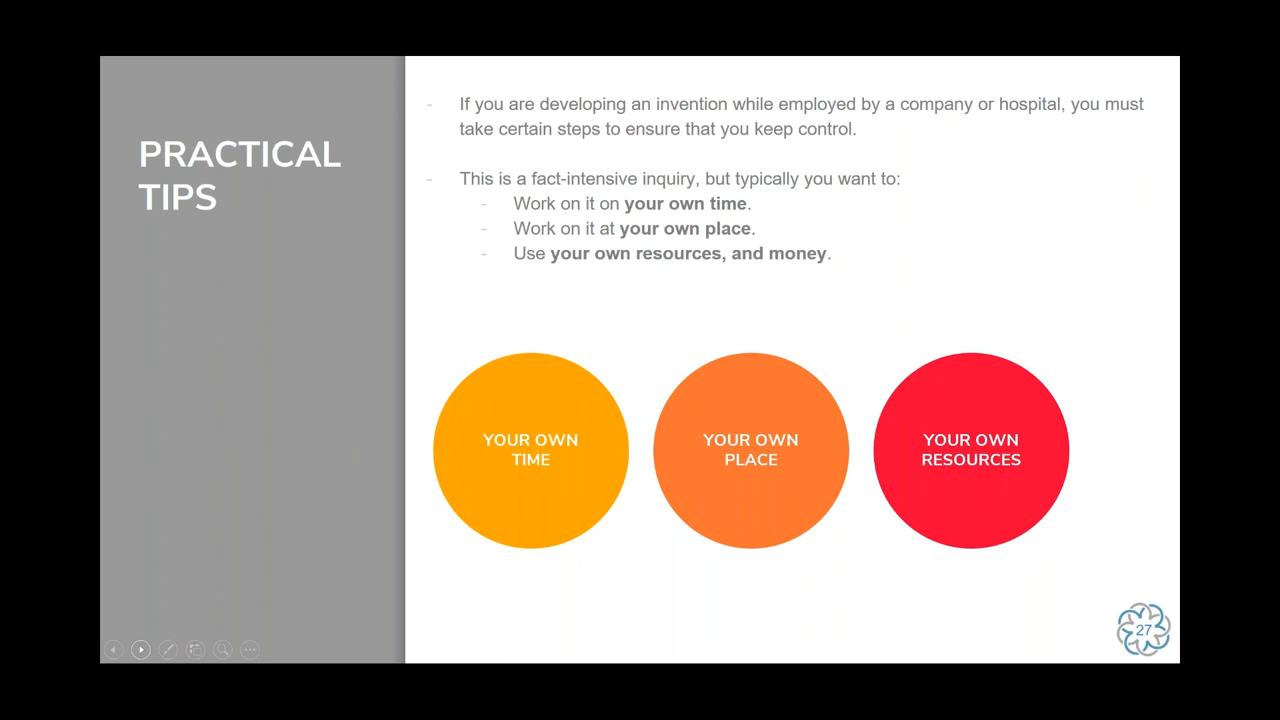 PRACTICAL
TIPS
- If you are developing an invention while employed by a company or hospital, you must
take certain steps to ensure that you keep control.
- This is a fact-intensive inquiry, but typically you want to:
- Work on it on your own time.
- Work on it at your own place.
- Use your own resources, and money.
YOUR OWN
TIME
YOUR OWN
PLACE
YOUR OWN
RESOURCES
27